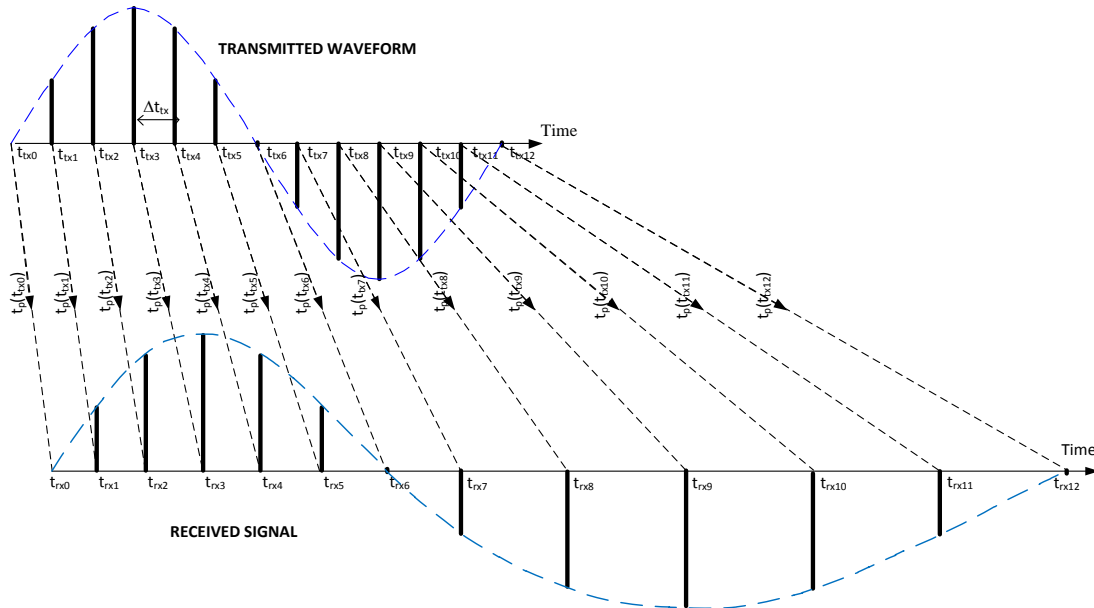 TRANSMITTED WAVEFORM
Δt_tx
Time
t_tx0 t_tx1 t_tx2 t_tx3 t_tx4 t_tx5 t_tx6 t_tx7 t_tx8 t_tx9 t_tx10 t_tx11 t_tx12
t_p(t_tx0) t_p(t_tx1) t_p(t_tx2) t_p(t_tx3) t_p(t_tx4) t_p(t_tx5) t_p(t_tx6) t_p(t_tx7) t_p(t_tx8) t_p(t_tx9) t_p(t_tx10) t_p(t_tx11) t_p(t_tx12)
Time
t_rx0 t_rx1 t_rx2 t_rx3 t_rx4 t_rx5 t_rx6 t_rx7 t_rx8 t_rx9 t_rx10 t_rx11 t_rx12
RECEIVED SIGNAL